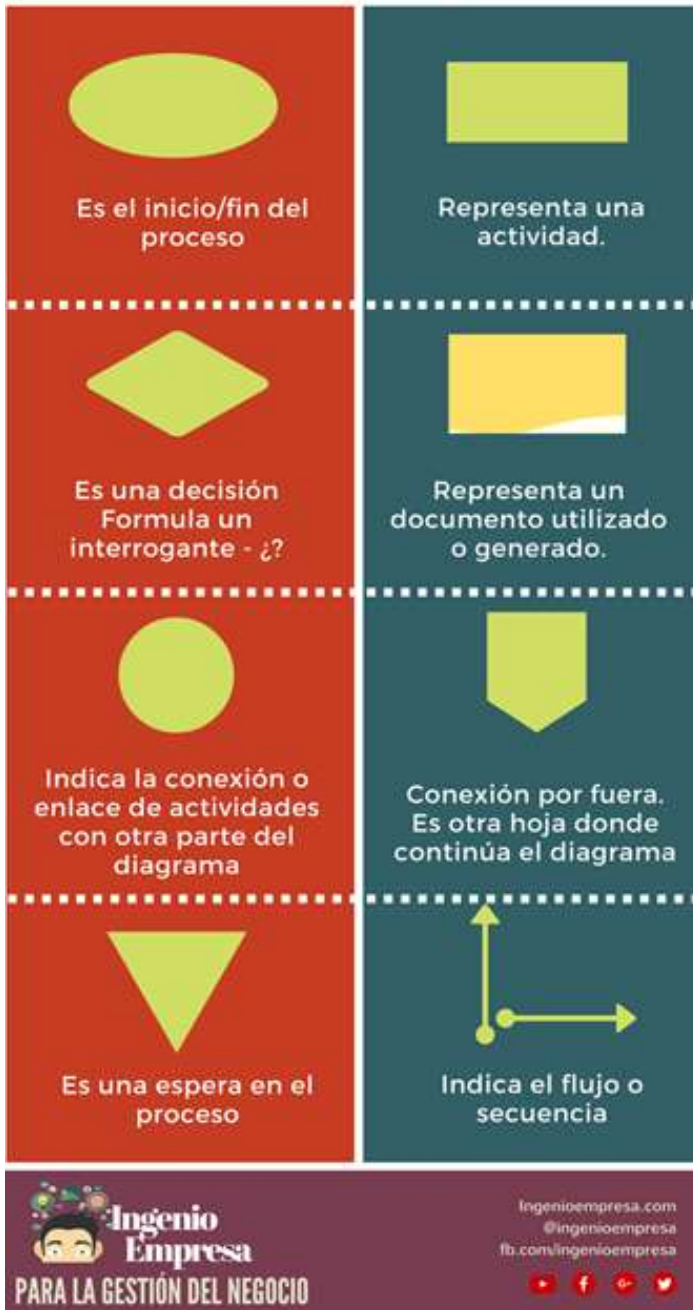 Es el inicio/fin del
proceso
Representa una
actividad.
Es una decisión
Formula un
interrogante - ¿?
Representa un
documento utilizado
o generado.
Indica la conexión o
enlace de actividades
con otra parte del
diagrama
Conexión por fuera.
Es otra hoja donde
continúa el diagrama
Es una espera en el
proceso
Indica el flujo o
secuencia
Ingenio
Empresa
PARA LA GESTIÓN DEL NEGOCIO
Ingenioempresa.com
@ingenioempresa
fb.com/ingenioempresa